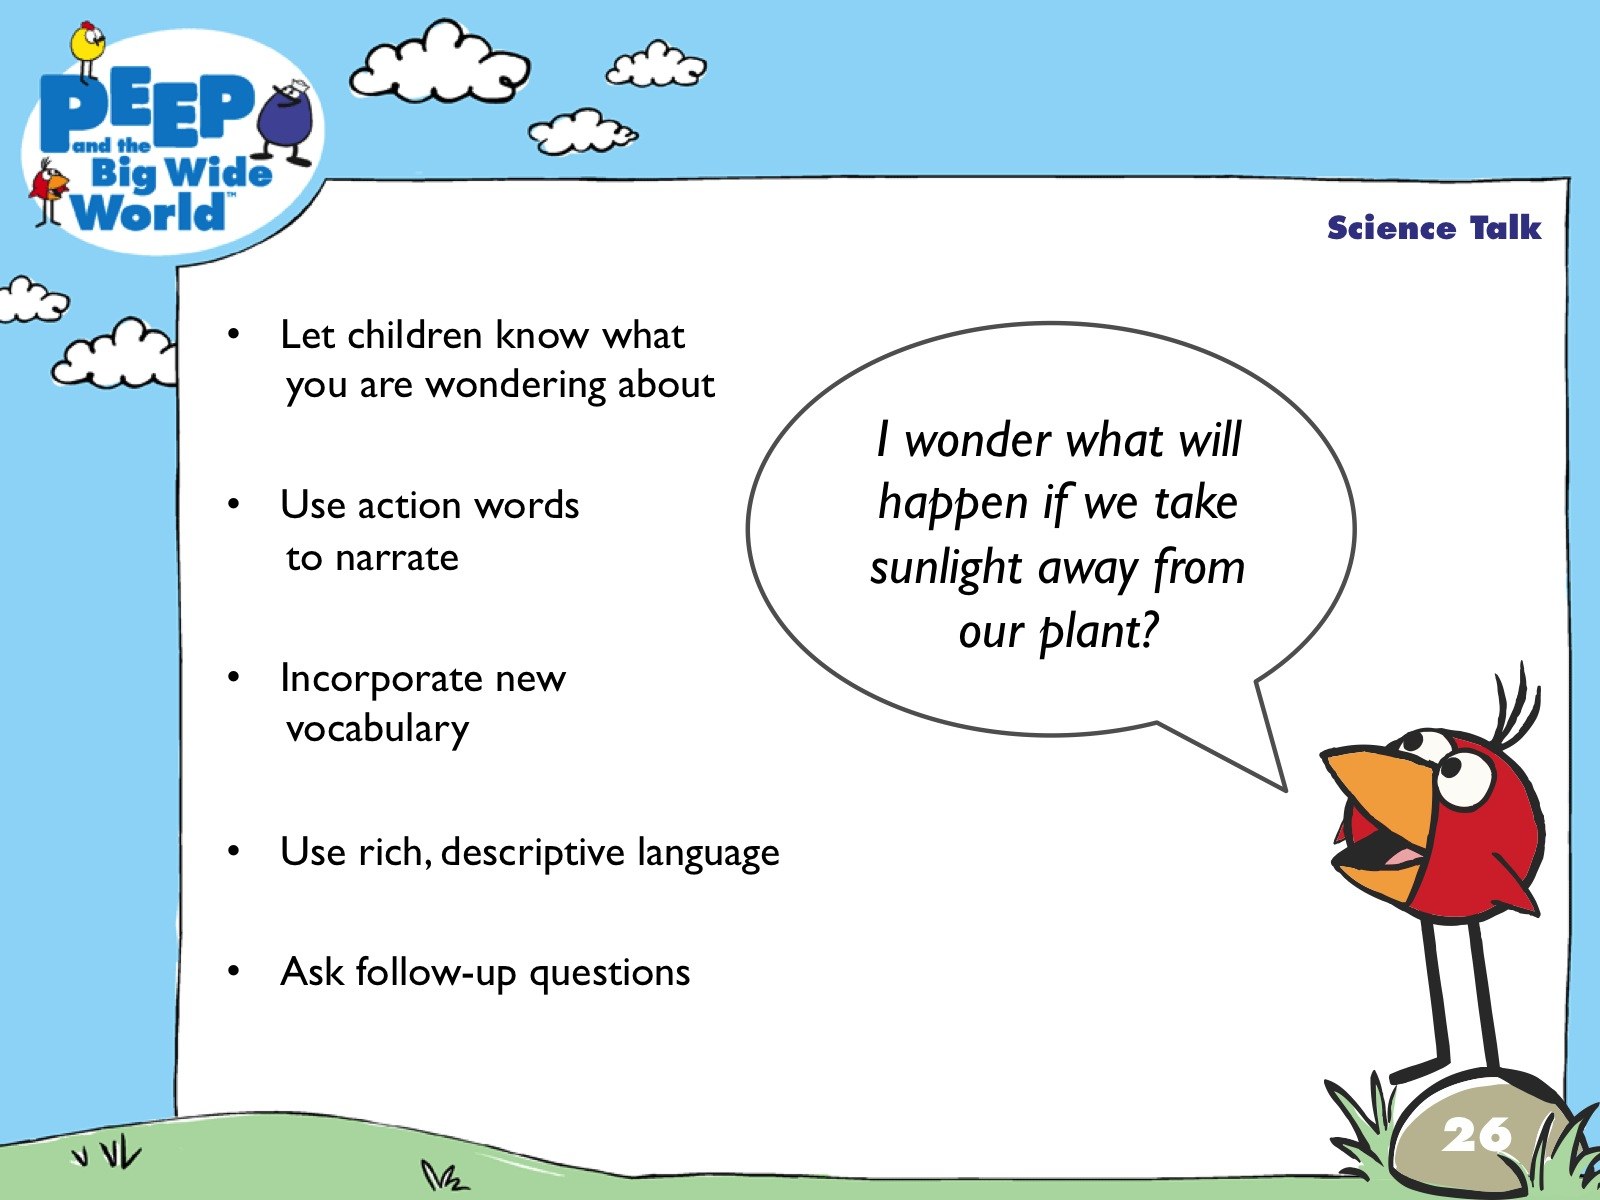 PEEP
and the
Big Wide
World™
Science Talk
• Let children know what
you are wondering about
• Use action words
to narrate
• Incorporate new
vocabulary
• Use rich, descriptive language
• Ask follow-up questions
I wonder what will
happen if we take
sunlight away from
our plant?
26